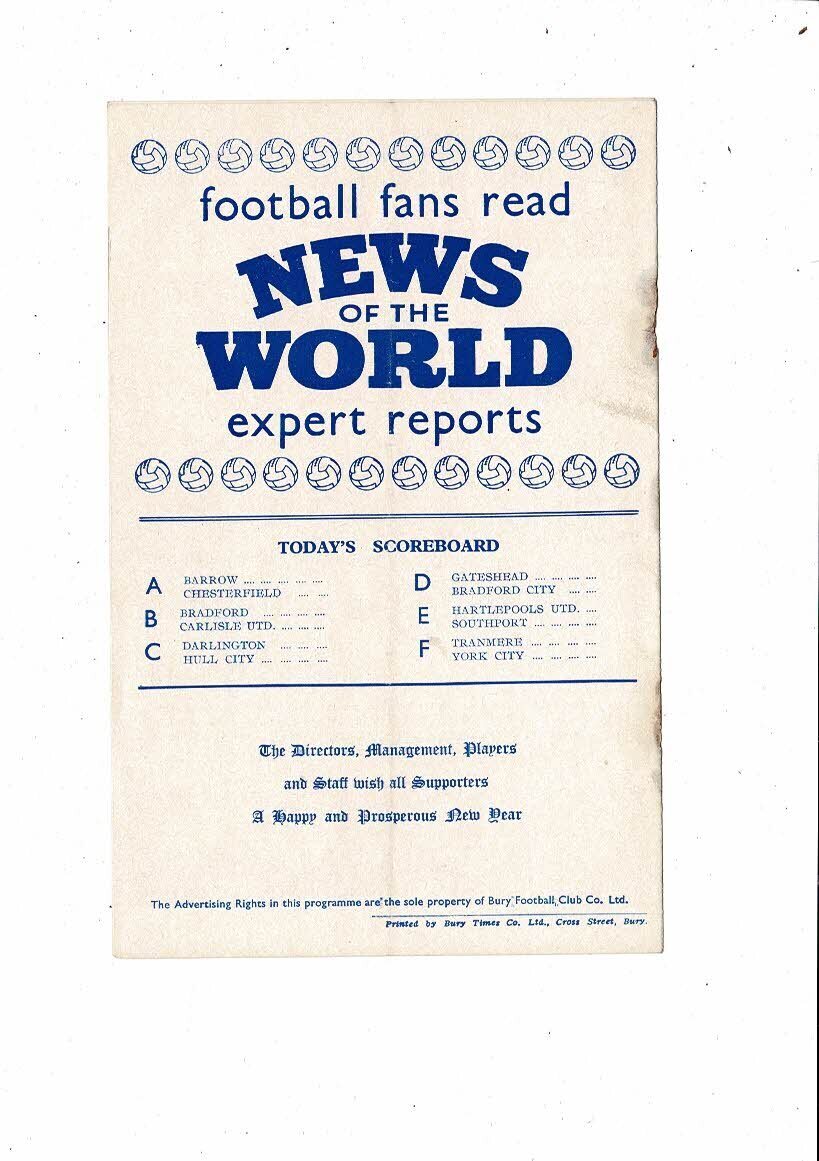 football fans read
NEWS
OF THE
WORLD
expert reports
TODAY'S SCOREBOARD
A BARROW .... .... .... .... ....
CHESTERFIELD .... ....
B BRADFORD .... .... .... ....
CARLISLE UTD. .... .... ....
C DARLINGTON .... .... ....
HULL CITY .... .... .... ....
D GATESHEAD .... .... .... ....
BRADFORD CITY .... ....
E HARTLEPOOLS UTD. ....
SOUTHPORT .... .... .... ....
F TRANMERE .... .... .... ....
YORK CITY .... .... .... ....
The Directors, Management, Players
and Staff wish all Supporters
A Happy and Prosperous New Year
The Advertising Rights in this programme are the sole property of Bury Football Club Co. Ltd.
Printed by Bury Times Co. Ltd., Cross Street, Bury.